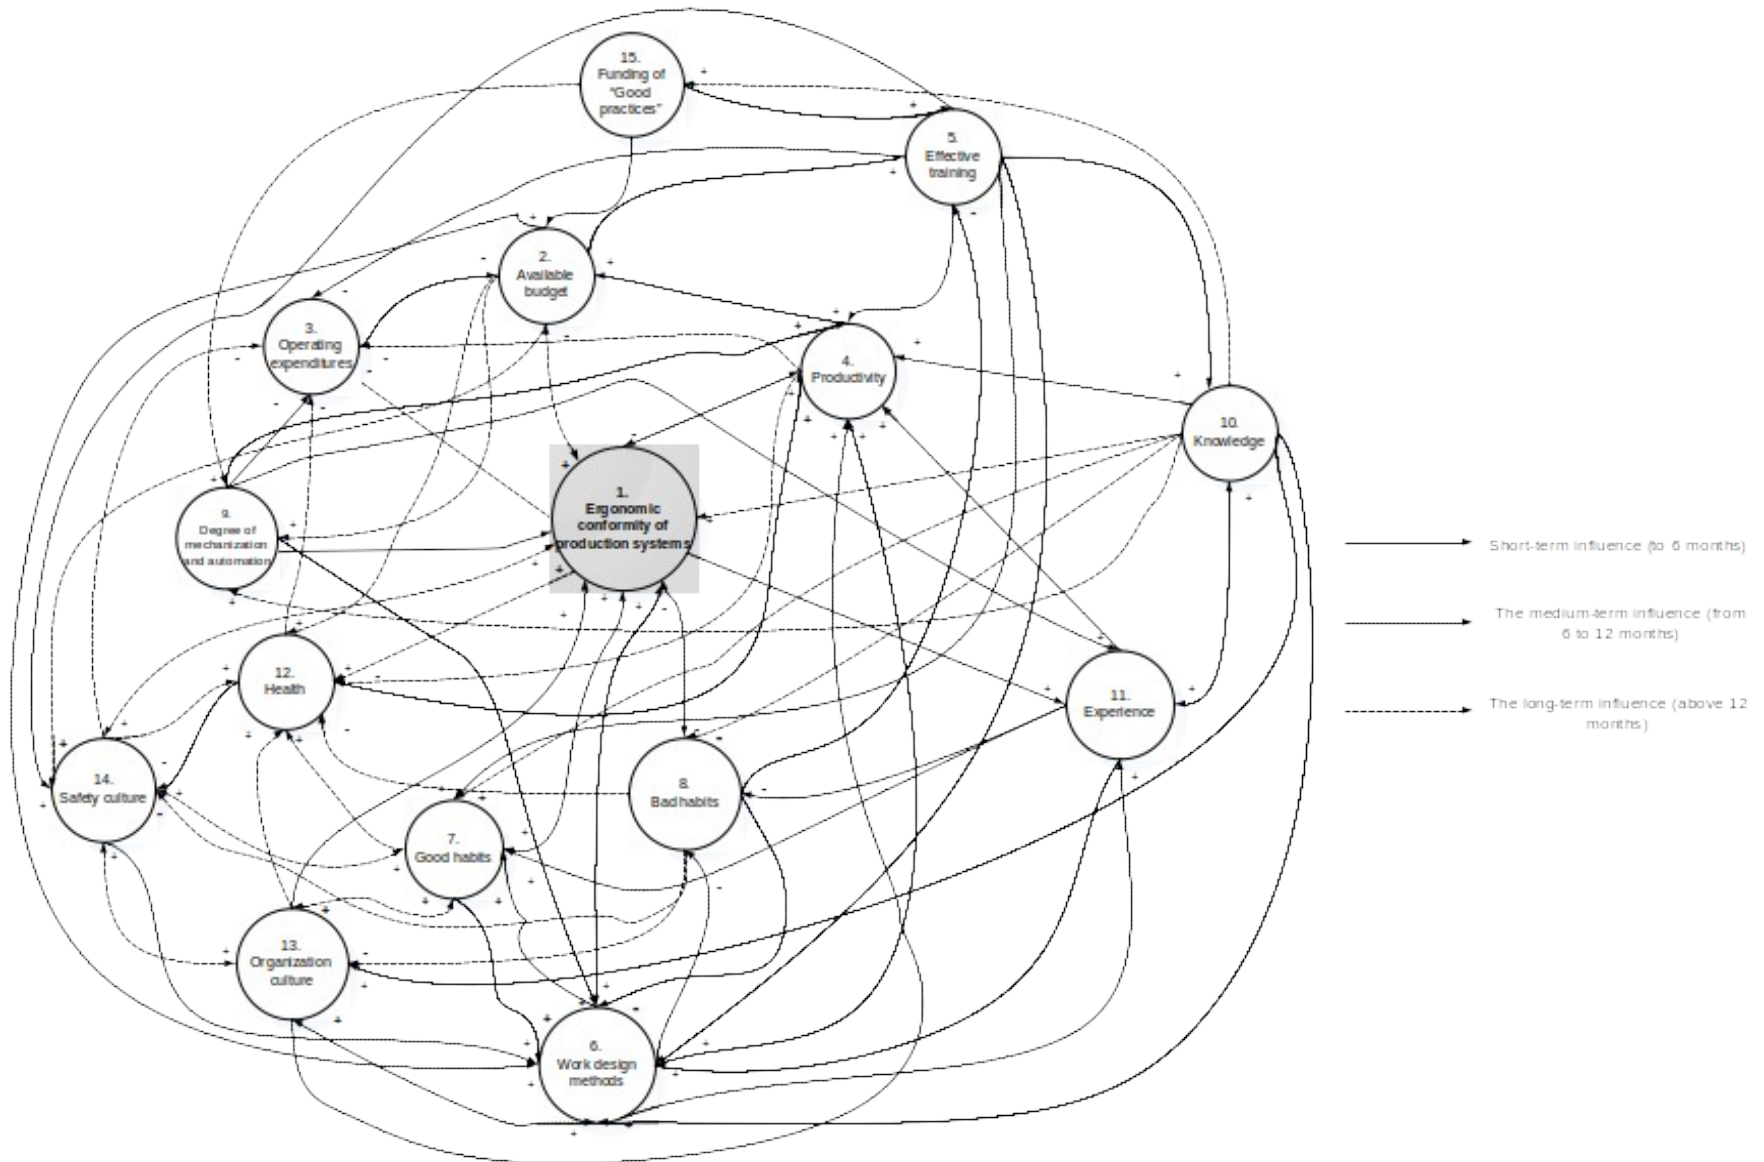 15.
Funding of
"Good
practices"
5.
Effective
training
2.
Available
budget
3.
Operating
expenditures
4.
Productivity
10.
Knowledge
1.
Ergonomic
conformity of
production systems
9.
Degree of
mechanization
and automation
Short-term influence (to 6 months)
The medium-term influence (from
6 to 12 months)
The long-term influence (above 12
months)
12.
Health
11.
Experience
14.
Safety culture
8.
Bad habits
7.
Good habits
13.
Organization
culture
6.
Work design
methods